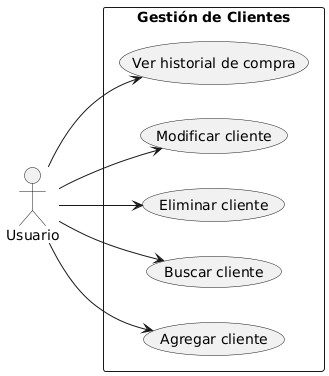 Gestión de Clientes
Ver historial de compra
Modificar cliente
Eliminar cliente
Usuario
Buscar cliente
Agregar cliente